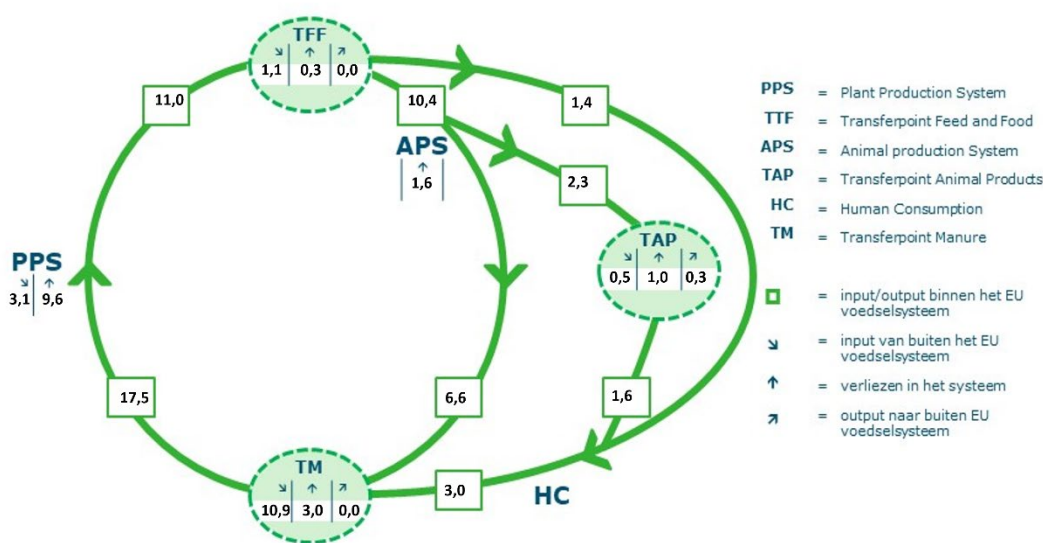 TFF
↘ ↑ ↗
1,1 0,3 0,0
11,0
10,4
1,4
APS
↑
1,6
2,3
PPS
↘ ↑
3,1 9,6
TAP
↘ ↑ ↗
0,5 1,0 0,3
17,5
6,6
1,6
TM
↘ ↑ ↗
10,9 3,0 0,0
3,0
HC
PPS = Plant Production System
TTF = Transferpoint Feed and Food
APS = Animal production System
TAP = Transferpoint Animal Products
HC = Human Consumption
TM = Transferpoint Manure
= input/output binnen het EU
voedselsysteem
↘ = input van buiten het EU
voedselsysteem
↑ = verliezen in het systeem
↗ = output naar buiten EU
voedselsysteem